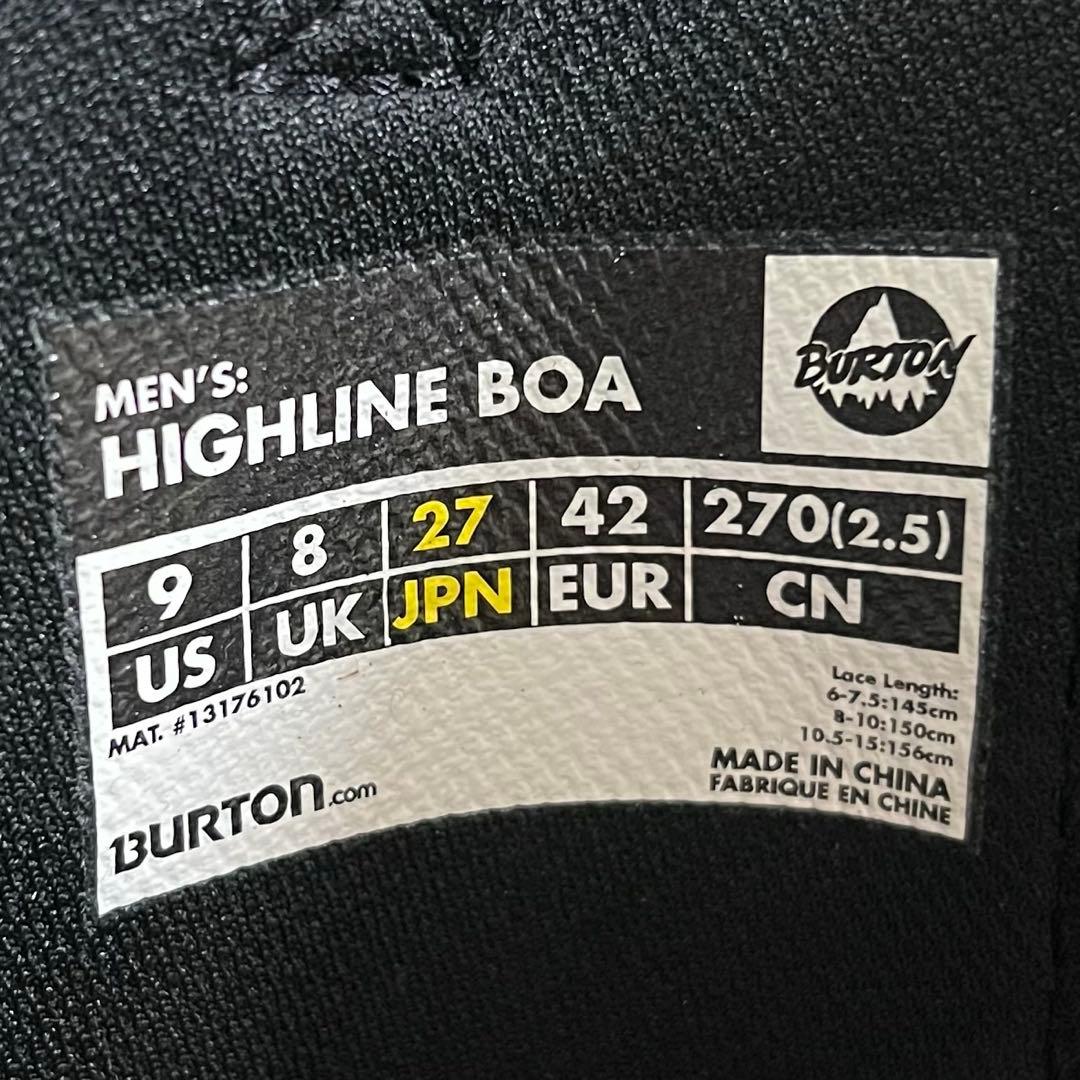 MEN'S:
HIGHLINE BOA
BURTON
9 8 27 42 270(2.5)
US UK JPN EUR CN
MAT. #13176102
Lace Length:
6-7.5:145cm
8-10:150cm
10.5-15:156cm
MADE IN CHINA
FABRIQUE EN CHINE
BURTON.com